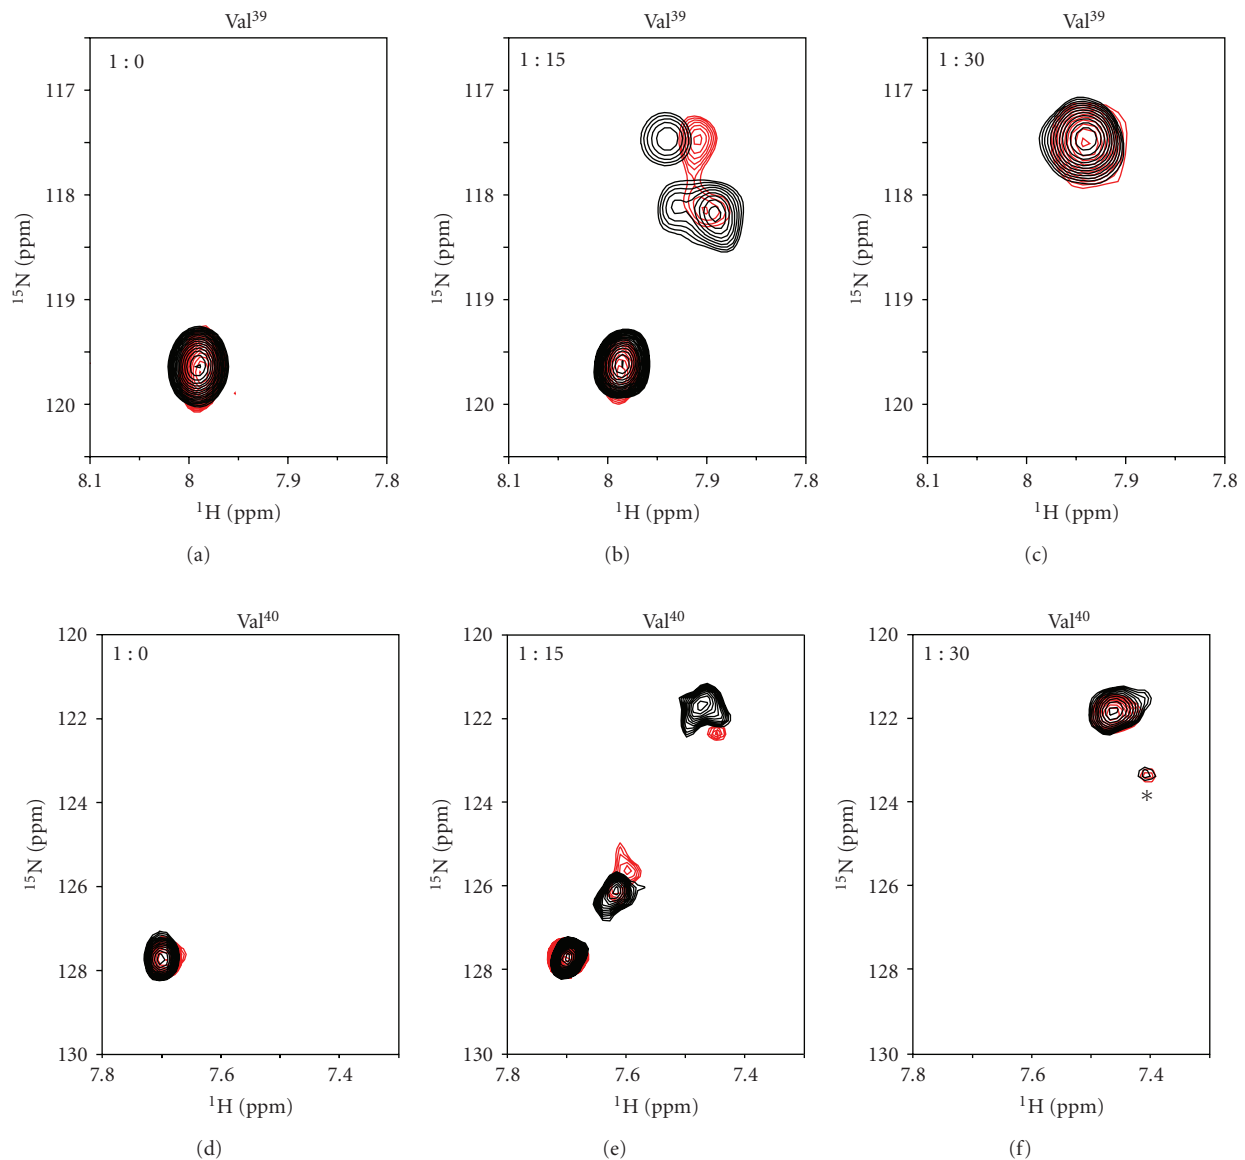 Val³⁹
1 : 0
117
118
119
120
¹⁵N (ppm)
8.1 8 7.9 7.8
¹H (ppm)
(a)
Val³⁹
1 : 15
117
118
119
120
¹⁵N (ppm)
8.1 8 7.9 7.8
¹H (ppm)
(b)
Val³⁹
1 : 30
117
118
119
120
¹⁵N (ppm)
8.1 8 7.9 7.8
¹H (ppm)
(c)
Val⁴⁰
1 : 0
120
122
124
126
128
130
¹⁵N (ppm)
7.8 7.6 7.4
¹H (ppm)
(d)
Val⁴⁰
1 : 15
120
122
124
126
128
130
¹⁵N (ppm)
7.8 7.6 7.4
¹H (ppm)
(e)
Val⁴⁰
1 : 30
120
122
124
126
128
130
¹⁵N (ppm)
*
7.8 7.6 7.4
¹H (ppm)
(f)